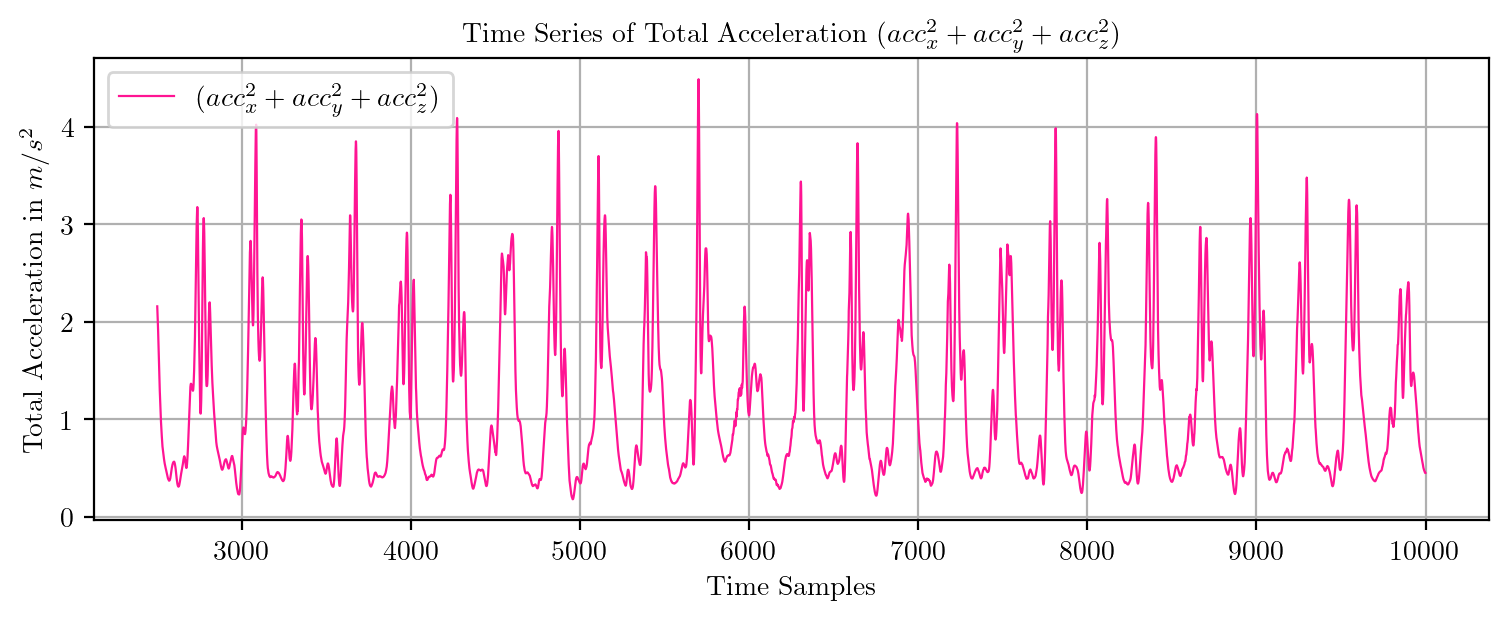 Time Series of Total Acceleration $(acc_x^2 + acc_y^2 + acc_z^2)$
$(acc_x^2 + acc_y^2 + acc_z^2)$
Total Acceleration in $m/s^2$
4
3
2
1
0
3000 4000 5000 6000 7000 8000 9000 10000
Time Samples